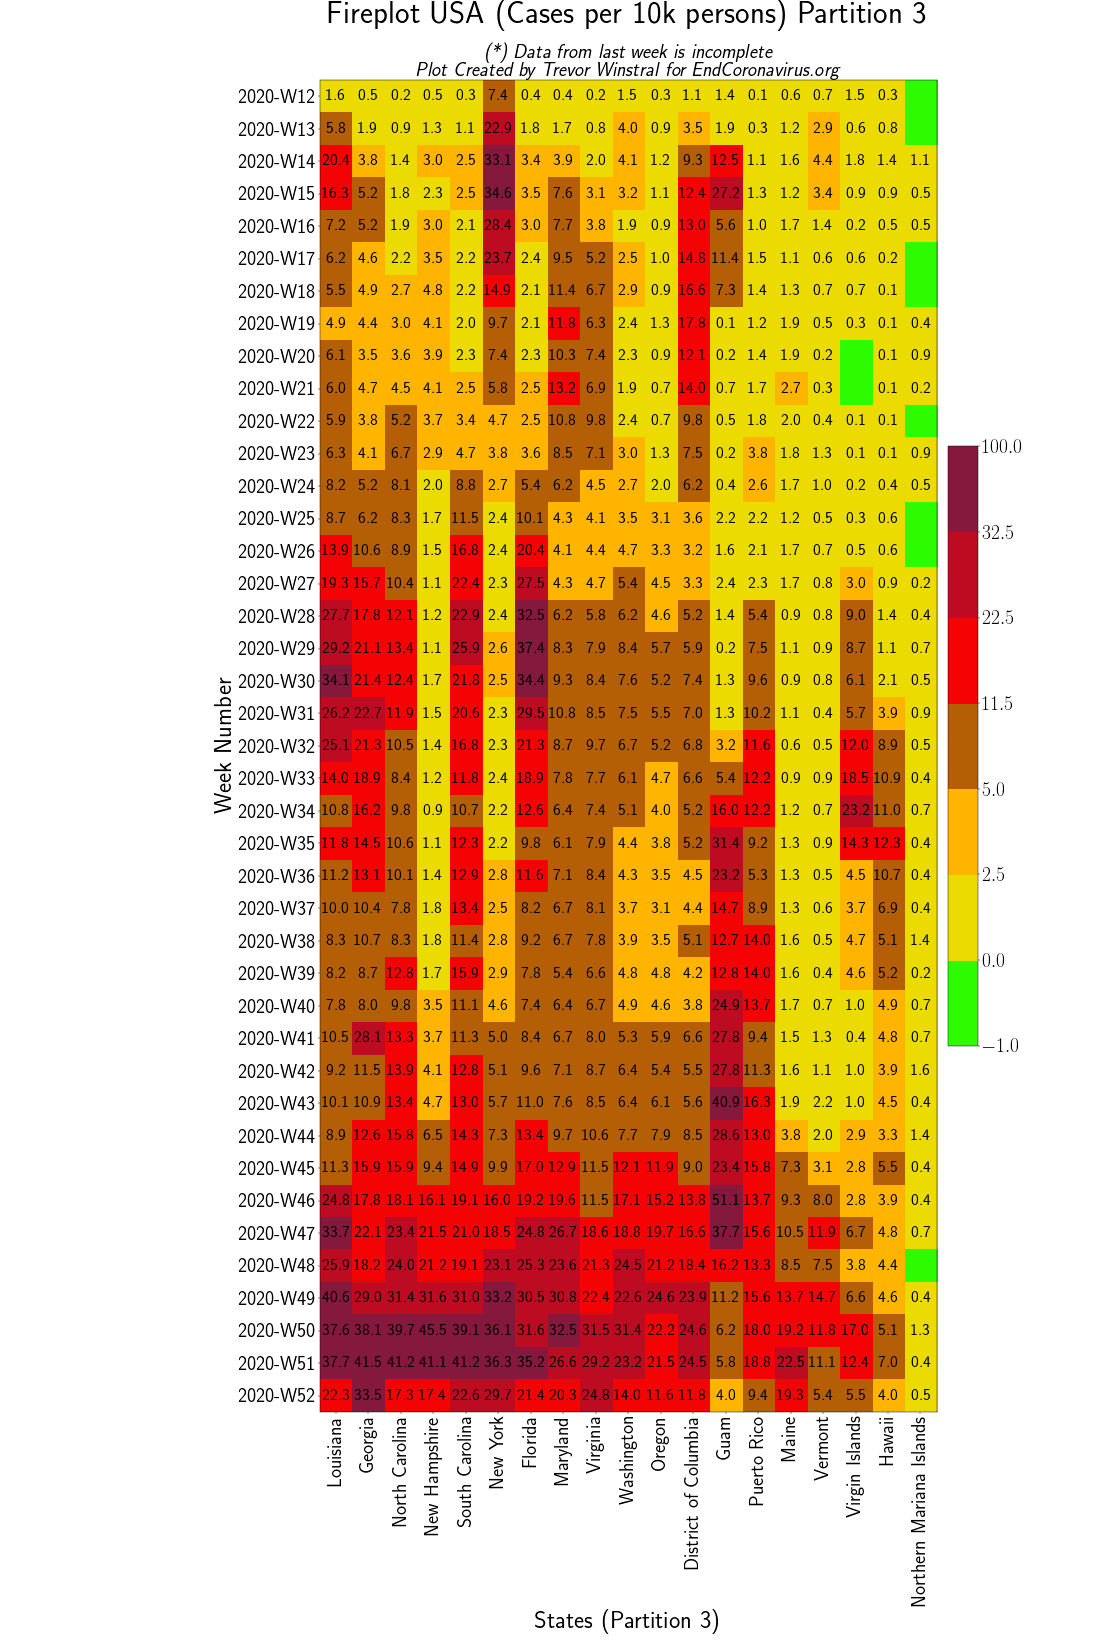 Fireplot USA (Cases per 10k persons) Partition 3
(*) Data from last week is incomplete
Plot Created by Trevor Winstral for EndCoronavirus.org
2020-W12 1.6 0.5 0.2 0.5 0.3 7.4 0.4 0.4 0.2 1.5 0.3 1.1 1.4 0.1 0.6 0.7 1.5 0.3
2020-W13 5.8 1.9 0.9 1.3 1.1 22.9 1.8 1.7 0.8 4.0 0.9 3.5 1.9 0.3 1.2 2.9 0.6 0.8
2020-W14 20.4 3.8 1.4 3.0 2.5 33.1 3.4 3.9 2.0 4.1 1.2 9.3 12.5 1.1 1.6 4.4 1.8 1.4 1.1
2020-W15 16.3 5.2 1.8 2.3 2.5 34.6 3.5 7.6 3.1 3.2 1.1 12.4 27.2 1.3 1.2 3.4 0.9 0.9 0.5
2020-W16 7.2 5.2 1.9 3.0 2.1 28.4 3.0 7.7 3.8 1.9 0.9 13.0 5.6 1.0 1.7 1.4 0.2 0.5 0.5
2020-W17 6.2 4.6 2.2 3.5 2.2 23.7 2.4 9.5 5.2 2.5 1.0 14.8 11.4 1.5 1.1 0.6 0.6 0.2
2020-W18 5.5 4.9 2.7 4.8 2.2 14.9 2.1 11.4 6.7 2.9 0.9 16.6 7.3 1.4 1.3 0.7 0.7 0.1
2020-W19 4.9 4.4 3.0 4.1 2.0 9.7 2.1 11.8 6.3 2.4 1.3 17.8 0.1 1.2 1.9 0.5 0.3 0.1 0.4
2020-W20 6.1 3.5 3.6 3.9 2.3 7.4 2.3 10.3 7.4 2.3 0.9 12.1 0.2 1.4 1.9 0.2 0.1 0.9
2020-W21 6.0 4.7 4.5 4.1 2.5 5.8 2.5 13.2 6.9 1.9 0.7 14.0 0.7 1.7 2.7 0.3 0.1 0.2
2020-W22 5.9 3.8 5.2 3.7 3.4 4.7 2.5 10.8 9.8 2.4 0.7 9.8 0.5 1.8 2.0 0.4 0.1 0.1
2020-W23 6.3 4.1 6.7 2.9 4.7 3.8 3.6 8.5 7.1 3.0 1.3 7.5 0.2 3.8 1.8 1.3 0.1 0.1 0.9
2020-W24 8.2 5.2 8.1 2.0 8.8 2.7 5.4 6.2 4.5 2.7 2.0 6.2 0.4 2.6 1.7 1.0 0.2 0.4 0.5
2020-W25 8.7 6.2 8.3 1.7 11.5 2.4 10.1 4.3 4.1 3.5 3.1 3.6 2.2 2.2 1.2 0.5 0.3 0.6
2020-W26 13.9 10.6 8.9 1.5 16.8 2.4 20.4 4.1 4.4 4.7 3.3 3.2 1.6 2.1 1.7 0.7 0.5 0.6
2020-W27 19.3 15.7 10.4 1.1 22.4 2.3 27.5 4.3 4.7 5.4 4.5 3.3 2.4 2.3 1.7 0.8 3.0 0.9 0.2
2020-W28 27.7 17.8 12.1 1.2 22.9 2.4 32.5 6.2 5.8 6.2 4.6 5.2 1.4 5.4 0.9 0.8 9.0 1.4 0.4
2020-W29 29.2 21.1 13.4 1.1 25.9 2.6 37.4 8.3 7.9 8.4 5.7 5.9 0.2 7.5 1.1 0.9 8.7 1.1 0.7
2020-W30 34.1 21.4 12.4 1.7 21.8 2.5 34.4 9.3 8.4 7.6 5.2 7.4 1.3 9.6 0.9 0.8 6.1 2.1 0.5
2020-W31 26.2 22.7 11.9 1.5 20.6 2.3 29.5 10.8 8.5 7.5 5.5 7.0 1.3 10.2 1.1 0.4 5.7 3.9 0.9
2020-W32 25.1 21.3 10.5 1.4 16.8 2.3 21.3 8.7 9.7 6.7 5.2 6.8 3.2 11.6 0.6 0.5 12.0 8.9 0.5
2020-W33 14.0 18.9 8.4 1.2 11.8 2.4 18.9 7.8 7.7 6.1 4.7 6.6 5.4 12.2 0.9 0.9 18.5 10.9 0.4
2020-W34 10.8 16.2 9.8 0.9 10.7 2.2 12.6 6.4 7.4 5.1 4.0 5.2 16.0 12.2 1.2 0.7 23.2 11.0 0.7
2020-W35 11.8 14.5 10.6 1.1 12.3 2.2 9.8 6.1 7.9 4.4 3.8 5.2 31.4 9.2 1.3 0.9 14.3 12.3 0.4
2020-W36 11.2 13.1 10.1 1.4 12.9 2.8 11.6 7.1 8.4 4.3 3.5 4.5 23.2 5.3 1.3 0.5 4.5 10.7 0.4
2020-W37 10.0 10.4 7.8 1.8 13.4 2.5 8.2 6.7 8.1 3.7 3.1 4.4 14.7 8.9 1.3 0.6 3.7 6.9 0.4
2020-W38 8.3 10.7 8.3 1.8 11.4 2.8 9.2 6.7 7.8 3.9 3.5 5.1 12.7 14.0 1.6 0.5 4.7 5.1 1.4
2020-W39 8.2 8.7 12.8 1.7 15.9 2.9 7.8 5.4 6.6 4.8 4.8 4.2 12.8 14.0 1.6 0.4 4.6 5.2 0.2
2020-W40 7.8 8.0 9.8 3.5 11.1 4.6 7.4 6.4 6.7 4.9 4.6 3.8 24.9 13.7 1.7 0.7 1.0 4.9 0.7
2020-W41 10.5 28.1 13.3 3.7 11.3 5.0 8.4 6.7 8.0 5.3 5.9 6.6 27.8 9.4 1.5 1.3 0.4 4.8 0.7
2020-W42 9.2 11.5 13.9 4.1 12.8 5.1 9.6 7.1 8.7 6.4 5.4 5.5 27.8 11.3 1.6 1.1 1.0 3.9 1.6
2020-W43 10.1 10.9 13.4 4.7 13.0 5.7 11.0 7.6 8.5 6.4 6.1 5.6 40.9 16.3 1.9 2.2 1.0 4.5 0.4
2020-W44 8.9 12.6 15.8 6.5 14.3 7.3 13.4 9.7 10.6 7.7 7.9 8.5 28.6 13.0 3.8 2.0 2.9 3.3 1.4
2020-W45 11.3 15.9 15.9 9.4 14.9 9.9 17.0 12.9 11.5 12.1 11.9 9.0 23.4 15.8 7.3 3.1 2.8 5.5 0.4
2020-W46 24.8 17.8 18.1 16.1 19.1 16.0 19.2 19.6 11.5 17.1 15.2 13.8 51.1 13.7 9.3 8.0 2.8 3.9 0.4
2020-W47 33.7 22.1 23.4 21.5 21.0 18.5 24.8 26.7 18.6 18.8 19.7 16.6 37.7 15.6 10.5 11.9 6.7 4.8 0.7
2020-W48 25.9 18.2 24.0 21.2 19.1 23.1 25.3 23.6 21.3 24.5 21.2 18.4 16.2 13.3 8.5 7.5 3.8 4.4
2020-W49 40.6 29.0 31.4 31.6 31.0 33.2 30.5 30.8 22.4 22.6 24.6 23.9 11.2 15.6 13.7 14.7 6.6 4.6 0.4
2020-W50 37.6 38.1 39.7 45.5 39.1 36.1 31.6 32.5 31.5 31.4 22.2 24.6 6.2 18.0 19.2 11.8 17.0 5.1 1.3
2020-W51 37.7 41.5 41.2 41.1 41.2 36.3 35.2 26.6 29.2 23.2 21.5 24.5 5.8 18.8 22.5 11.1 12.4 7.0 0.4
2020-W52 22.3 33.5 17.3 17.4 22.6 29.7 21.4 20.3 24.8 14.0 11.6 11.8 4.0 9.4 19.3 5.4 5.5 4.0 0.5
Week Number
100.0
32.5
22.5
11.5
5.0
2.5
0.0
−1.0
Louisiana
Georgia
North Carolina
New Hampshire
South Carolina
New York
Florida
Maryland
Virginia
Washington
Oregon
District of Columbia
Guam
Puerto Rico
Maine
Vermont
Virgin Islands
Hawaii
Northern Mariana Islands
States (Partition 3)